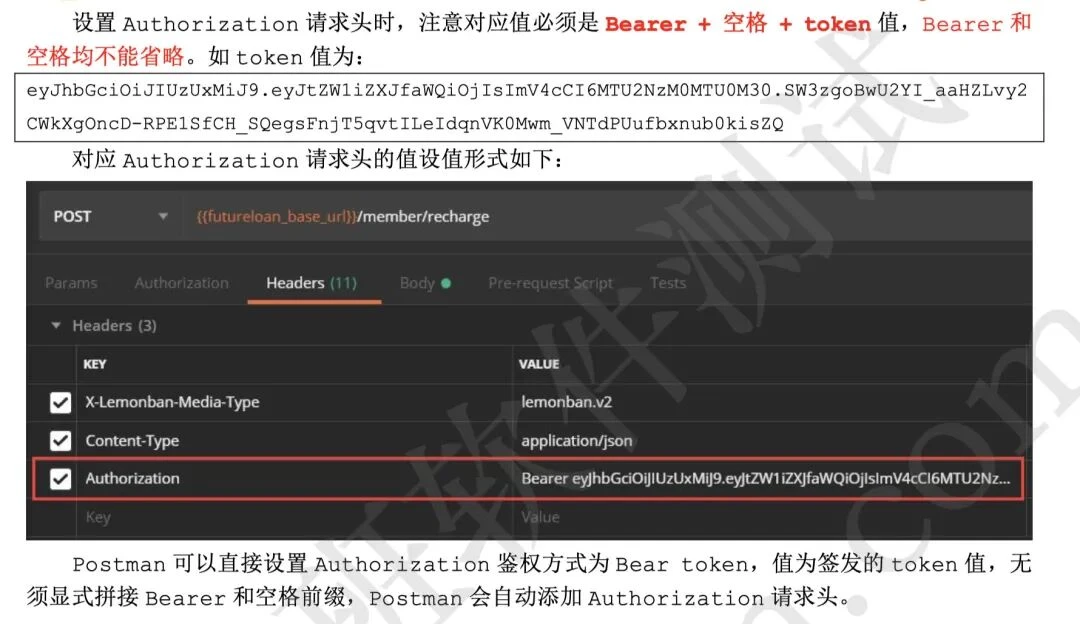 设置 Authorization 请求头时，注意对应值必须是 Bearer + 空格 + token 值，Bearer 和
空格均不能省略。如 token 值为：
eyJhbGciOiJIUzUxMiJ9.eyJtZW1iZXJfaWQiOjIsImV4cCI6MTU2NzM0MTU0M30.SW3zgoBwU2YI_aaHZLvy2
CWkXgOncD-RPE1SfCH_SQegsFnjT5qvtILeIdqnVK0Mwm_VNTdPUufbxnub0kisZQ
对应 Authorization 请求头的值设值形式如下：
POST {{futureloan_base_url}}/member/recharge
Params Authorization Headers (11) Body Pre-request Script Tests
Headers (3)
KEY VALUE
X-Lemonban-Media-Type lemonban.v2
Content-Type application/json
Authorization Bearer eyJhbGciOiJIUzUxMiJ9.eyJtZW1iZXJfaWQiOjIsImV4cCI6MTU2Nz...
Key Value
Postman 可以直接设置 Authorization 鉴权方式为 Bear token，值为签发的 token 值，无
须显式拼接 Bearer 和空格前缀，Postman 会自动添加 Authorization 请求头。
班软件测试
n.com